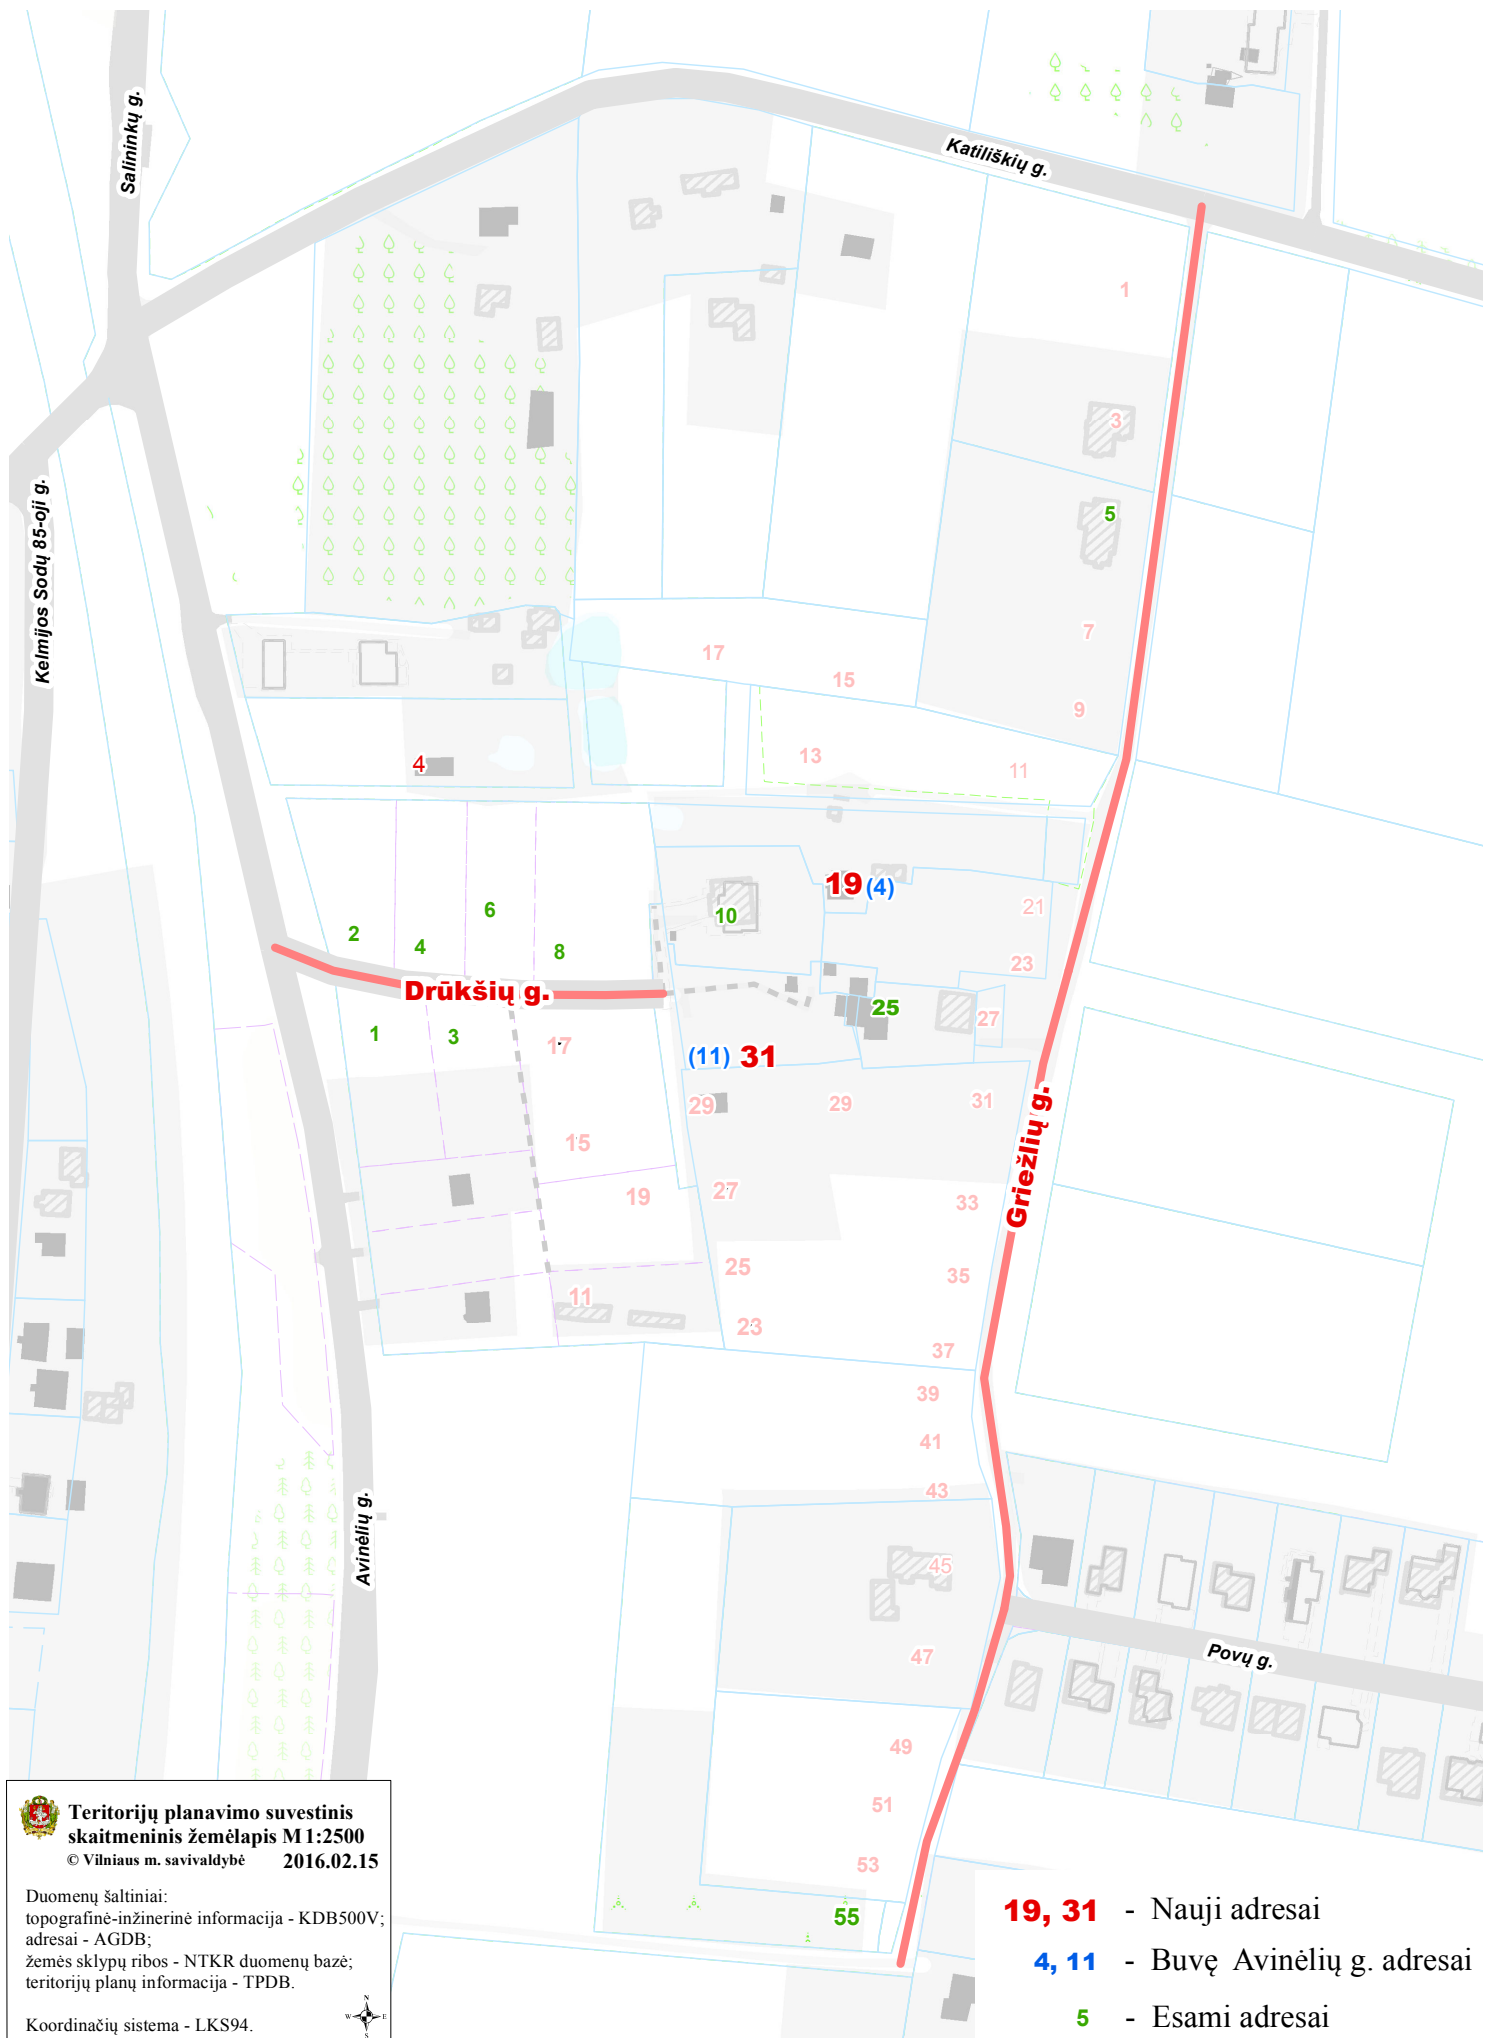 Salininkų g.
Katiliškių g.
1
3
Kelmijos Sodų 85-oji g.
5
7
17
15
9
13
11
4
19 (4)
21
10
6
2
4
8
23
Drūkšių g.
25
27
1
3
17
(11) 31
29
29
31
Griežlių g.
15
27
19
33
25
35
11
23
37
39
41
43
Avinėlių g.
45
47
Povų g.
49
51
53
55
Teritorijų planavimo suvestinis
skaitmeninis žemėlapis M 1:2500
© Vilniaus m. savivaldybė 2016.02.15
Duomenų šaltiniai:
topografinė-inžinerinė informacija - KDB500V;
adresai - AGDB;
žemės sklypų ribos - NTKR duomenų bazė;
teritorijų planų informacija - TPDB.
Koordinačių sistema - LKS94.
N
W E
S
19, 31 - Nauji adresai
4, 11 - Buvę Avinėlių g. adresai
5 - Esami adresai